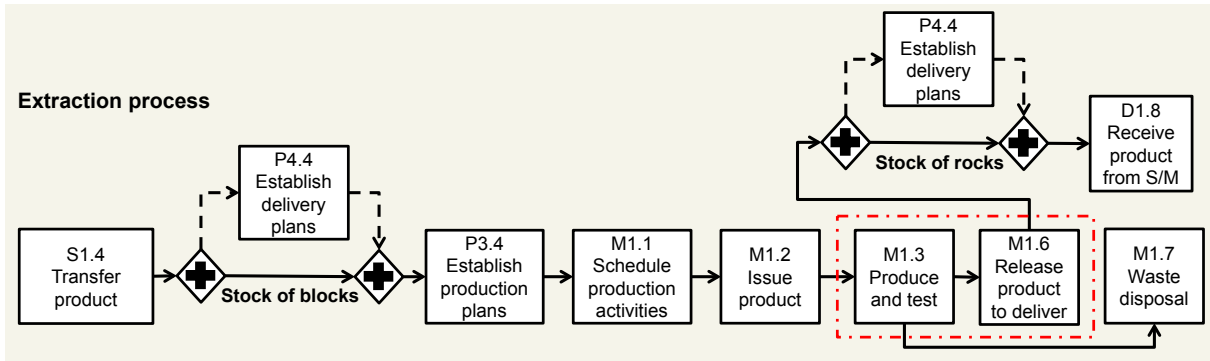 Extraction process
P4.4
Establish
delivery
plans
Stock of rocks
D1.8
Receive
product
from S/M
S1.4
Transfer
product
P4.4
Establish
delivery
plans
Stock of blocks
P3.4
Establish
production
plans
M1.1
Schedule
production
activities
M1.2
Issue
product
M1.3
Produce
and test
M1.6
Release
product
to deliver
M1.7
Waste
disposal